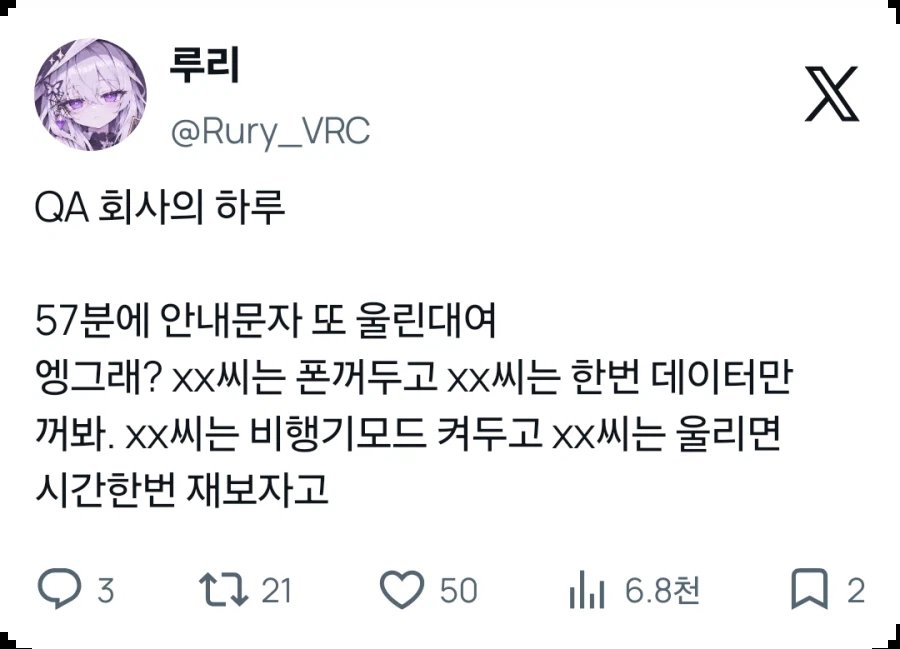 루리
@Rury_VRC
QA 회사의 하루
57분에 안내문자 또 울린대여
엥그래? xx씨는 폰꺼두고 xx씨는 한번 데이터만
꺼봐. xx씨는 비행기모드 켜두고 xx씨는 울리면
시간한번 재보자고
3 21 50 6.8천 2